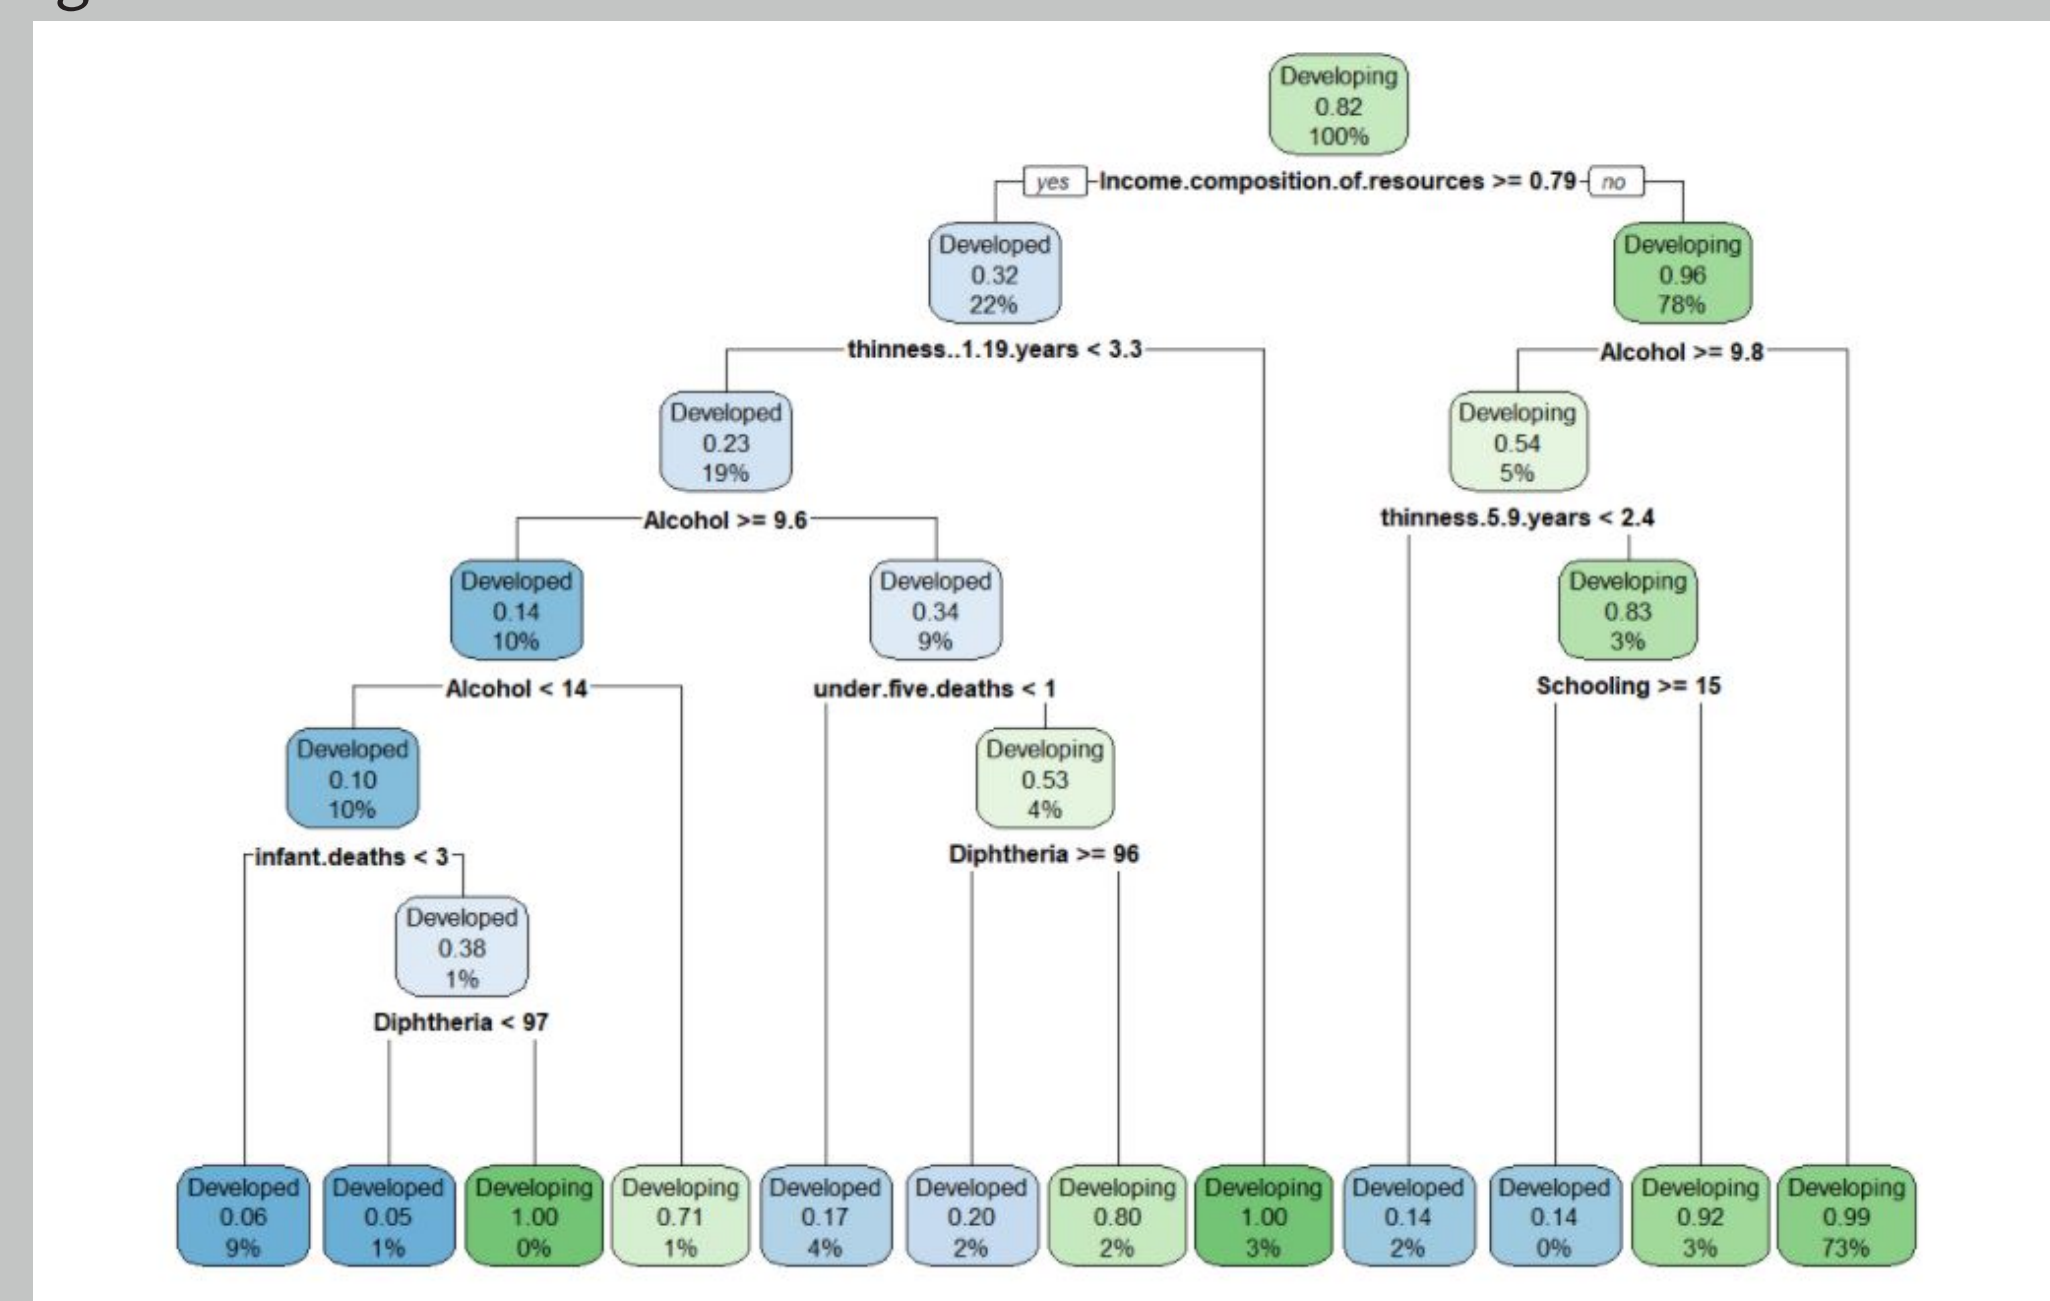 Developing
0.82
100%
yes Income.composition.of.resources >= 0.79 no
Developed
0.32
22%
Developing
0.96
78%
thinness..1.19.years < 3.3
Alcohol >= 9.8
Developed
0.23
19%
Developing
0.54
5%
Alcohol >= 9.6
thinness.5.9.years < 2.4
Developed
0.14
10%
Developed
0.34
9%
Developing
0.83
3%
Alcohol < 14
under.five.deaths < 1
Schooling >= 15
Developed
0.10
10%
Developing
0.53
4%
infant.deaths < 3
Diphtheria >= 96
Developed
0.38
1%
Diphtheria < 97
Developed
0.06
9%
Developed
0.05
1%
Developing
1.00
0%
Developing
0.71
1%
Developed
0.17
4%
Developed
0.20
2%
Developing
0.80
2%
Developing
1.00
3%
Developed
0.14
2%
Developed
0.14
0%
Developing
0.92
3%
Developing
0.99
73%